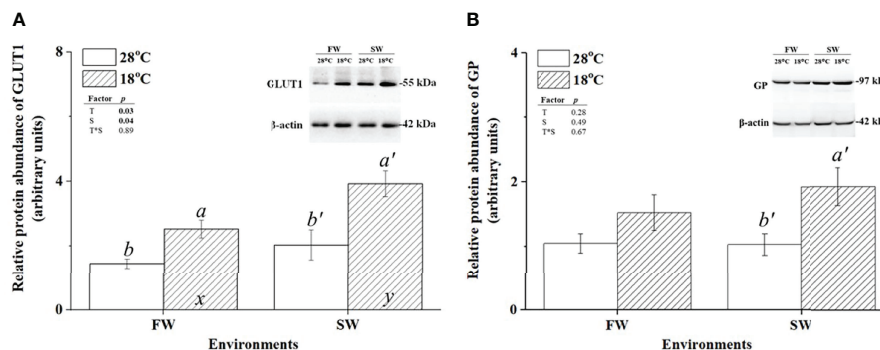 A
Relative protein abundance of GLUT1
(arbitrary units)
8
4
0
28°C
18°C
Factor p
T 0.03
S 0.04
T*S 0.89
FW SW
28°C 18°C 28°C 18°C
GLUT1 -55 kDa
β-actin -42 kDa
b
a
b'
a'
x
y
FW SW
Environments
B
Relative protein abundance of GP
(arbitrary units)
4
2
0
28°C
18°C
Factor p
T 0.28
S 0.49
T*S 0.67
FW SW
28°C 18°C 28°C 18°C
GP -97 kD
β-actin -42 kD
b'
a'
FW SW
Environments